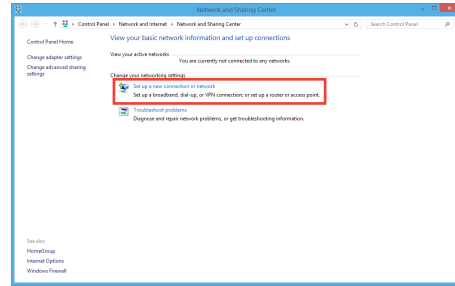 Network and Sharing Center
Control Panel › Network and Internet › Network and Sharing Center
Search Control Panel
Control Panel Home
Change adapter settings
Change advanced sharing
settings
View your basic network information and set up connections
View your active networks
You are currently not connected to any networks.
Change your networking settings
Set up a new connection or network
Set up a broadband, dial-up, or VPN connection; or set up a router or access point.
Troubleshoot problems
Diagnose and repair network problems, or get troubleshooting information.
See also
HomeGroup
Internet Options
Windows Firewall